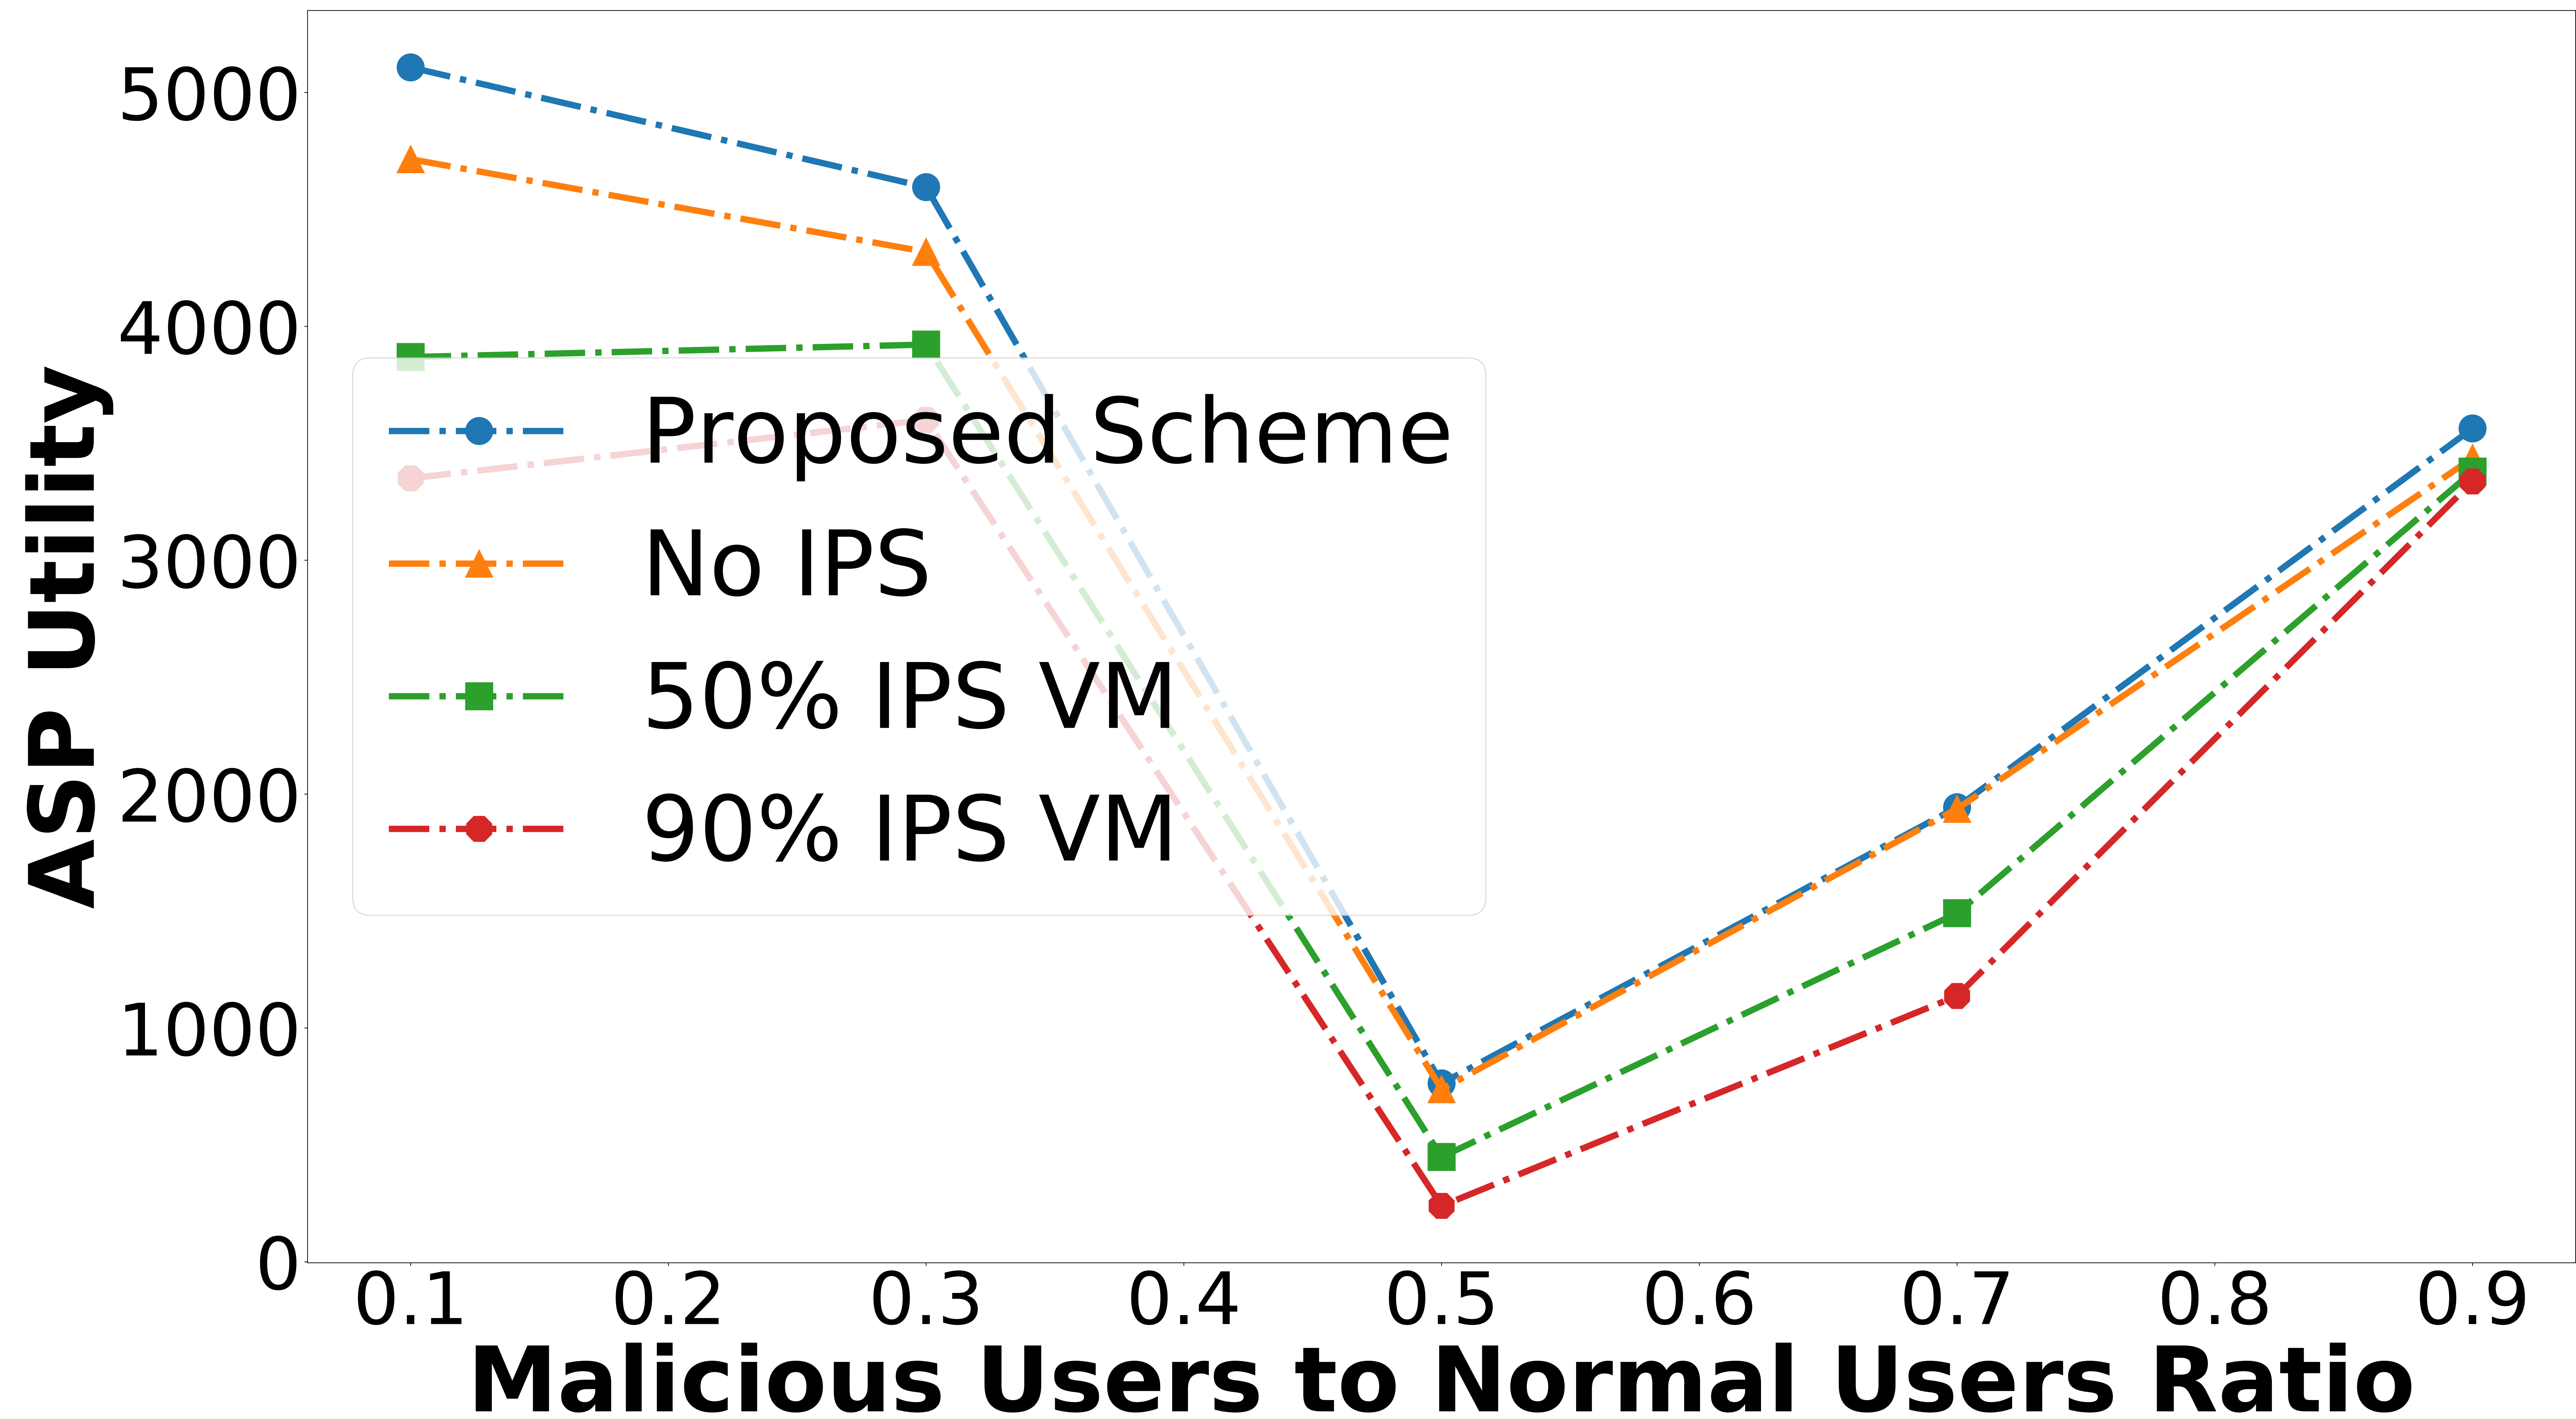 ASP Utility
5000
4000
3000
2000
1000
0
Proposed Scheme
No IPS
50% IPS VM
90% IPS VM
0.1 0.2 0.3 0.4 0.5 0.6 0.7 0.8 0.9
Malicious Users to Normal Users Ratio